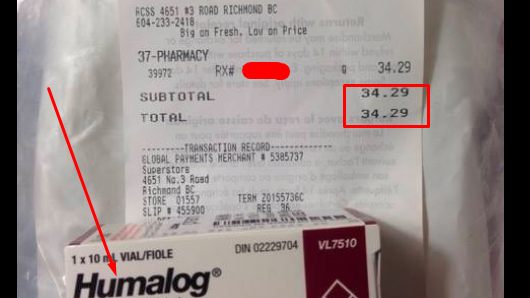 RCSS 4651 #3 ROAD RICHMOND BC
604-233-2418
Big on Fresh, Low on Price
37-PHARMACY
39972 RX# G 34.29
SUBTOTAL 34.29
TOTAL 34.29
----------TRANSACTION RECORD----------
GLOBAL PAYMENTS MERCHANT # 5385737
Superstore
4651 No.3 Road
Richmond BC
STORE 01557 TERM Z0155736C
SLIP # 455900 REG 36
1 x 10 mL VIAL/FIOLE DIN 02229704 VL7510
Humalog®